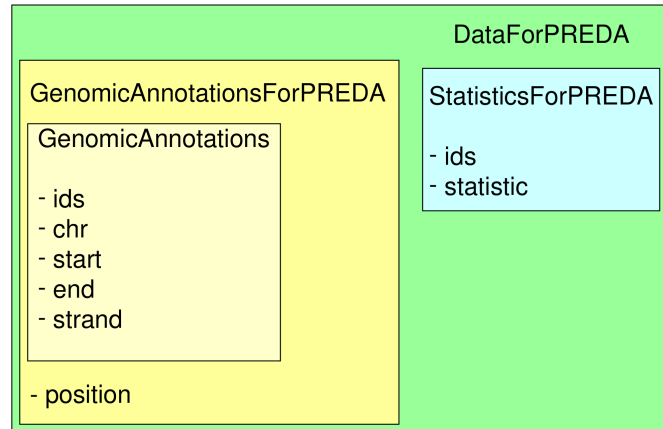 DataForPREDA
GenomicAnnotationsForPREDA
GenomicAnnotations
- ids
- chr
- start
- end
- strand
- position
StatisticsForPREDA
- ids
- statistic